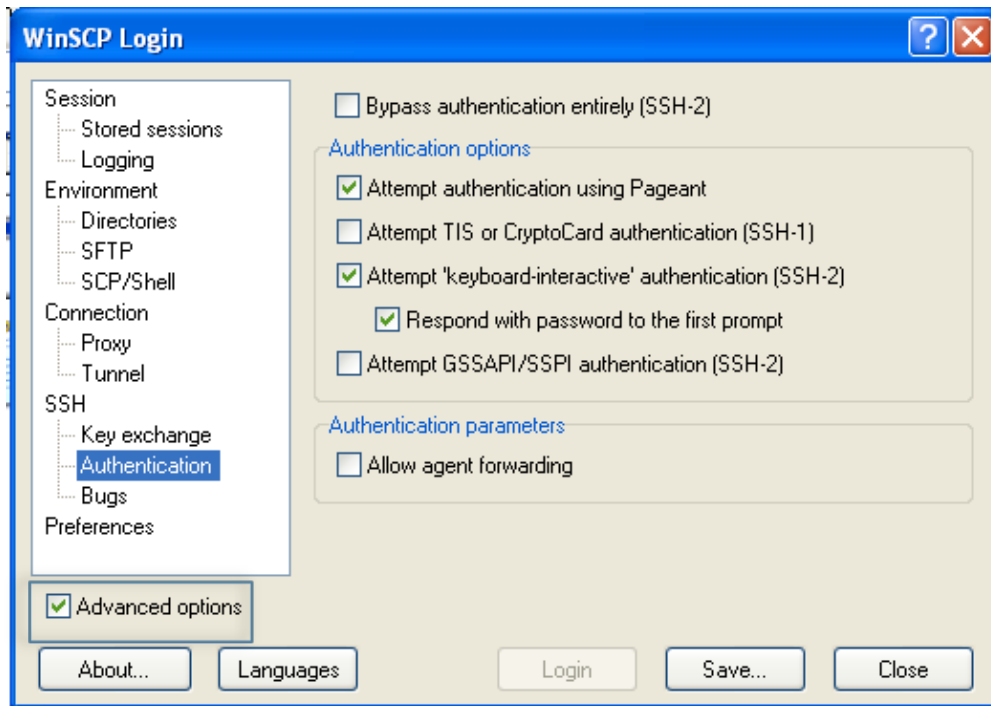 WinSCP Login
Session
Stored sessions
Logging
Environment
Directories
SFTP
SCP/Shell
Connection
Proxy
Tunnel
SSH
Key exchange
Authentication
Bugs
Preferences
Advanced options
Bypass authentication entirely (SSH-2)
Authentication options
Attempt authentication using Pageant
Attempt TIS or CryptoCard authentication (SSH-1)
Attempt 'keyboard-interactive' authentication (SSH-2)
Respond with password to the first prompt
Attempt GSSAPI/SSPI authentication (SSH-2)
Authentication parameters
Allow agent forwarding
About... Languages Login Save... Close